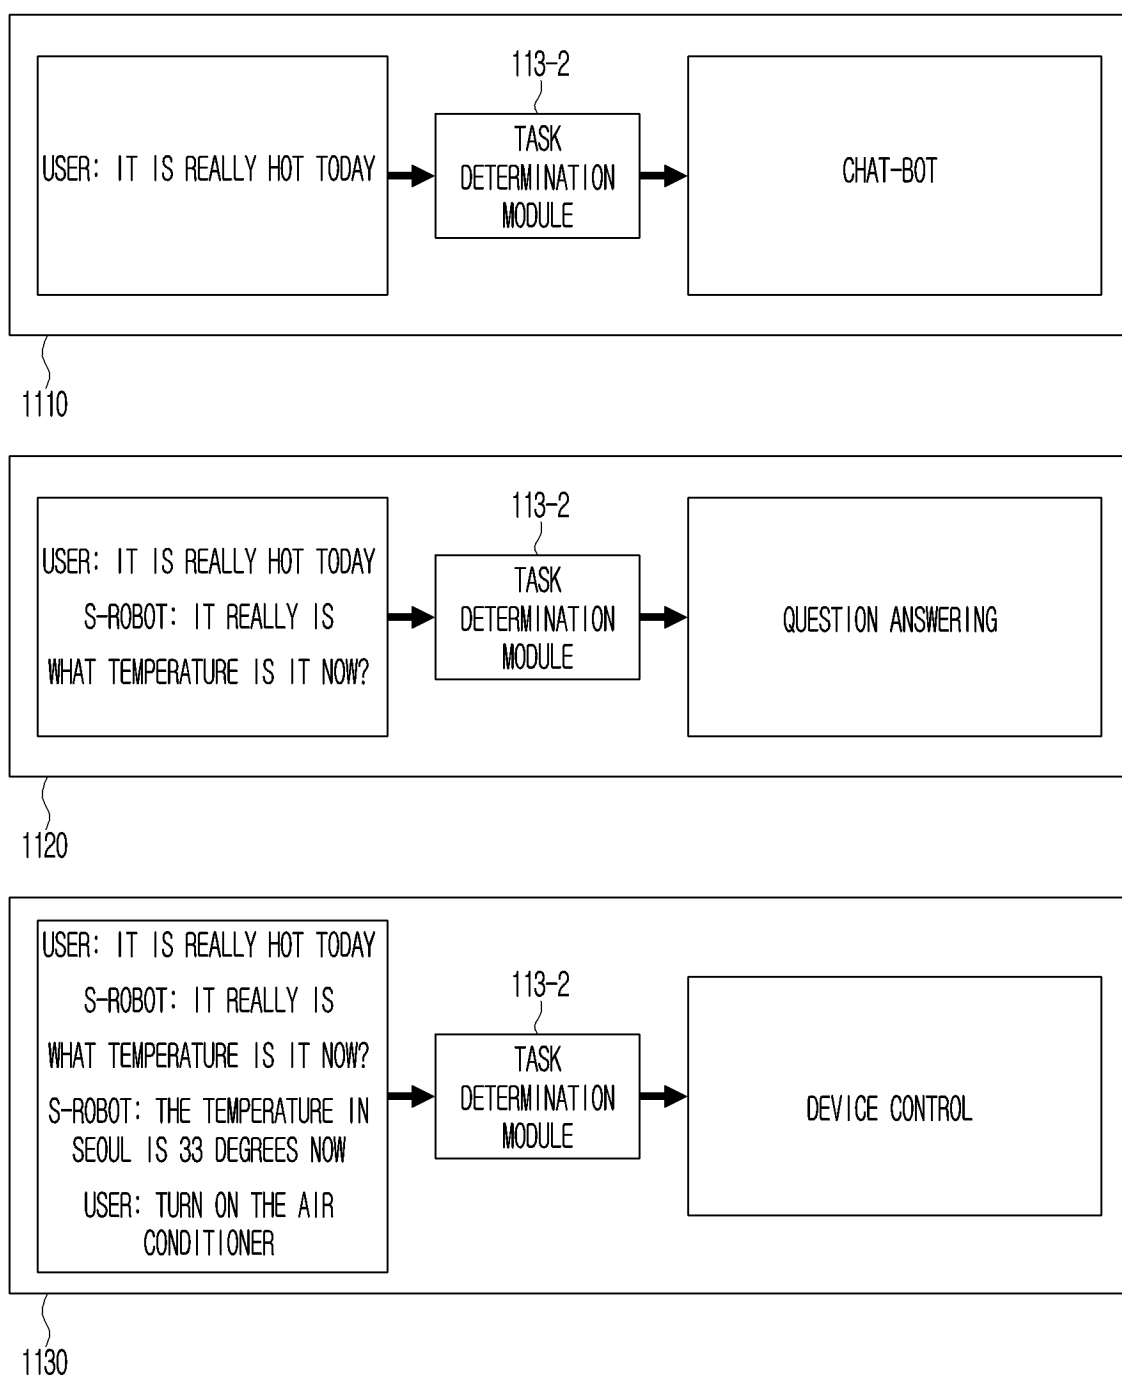 113-2
USER: IT IS REALLY HOT TODAY
TASK
DETERMINATION
MODULE
CHAT-BOT
1110
113-2
USER: IT IS REALLY HOT TODAY
S-ROBOT: IT REALLY IS
WHAT TEMPERATURE IS IT NOW?
TASK
DETERMINATION
MODULE
QUESTION ANSWERING
1120
USER: IT IS REALLY HOT TODAY
S-ROBOT: IT REALLY IS
WHAT TEMPERATURE IS IT NOW?
S-ROBOT: THE TEMPERATURE IN
SEOUL IS 33 DEGREES NOW
USER: TURN ON THE AIR
CONDITIONER
113-2
TASK
DETERMINATION
MODULE
DEVICE CONTROL
1130